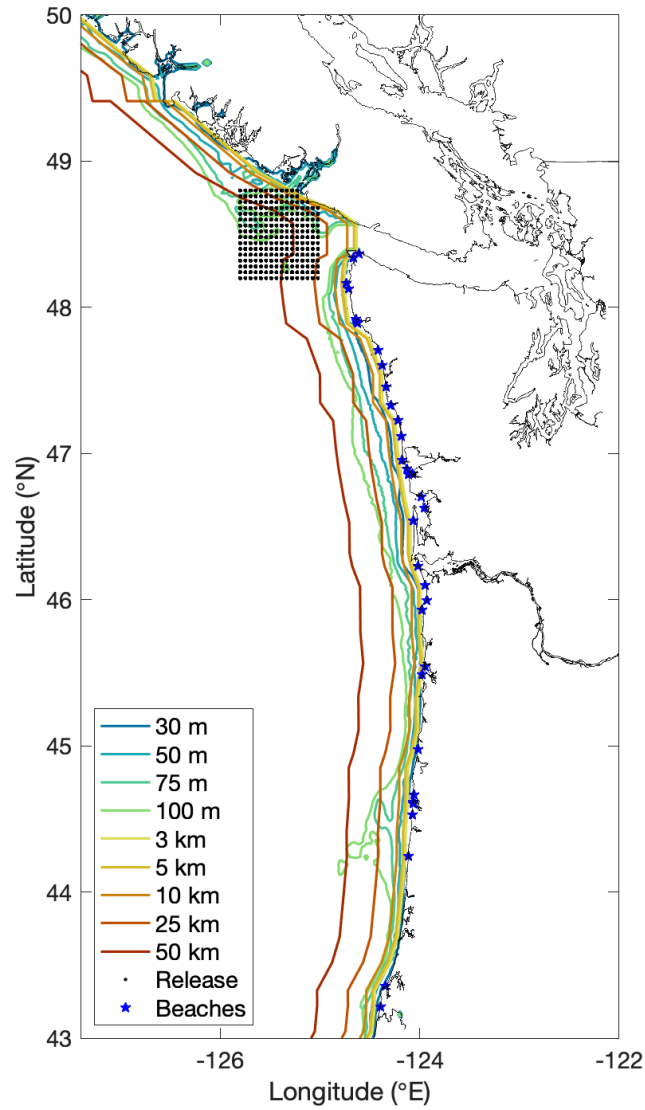 50
49
48
47
46
45
44
43
Latitude (°N)
30 m
50 m
75 m
100 m
3 km
5 km
10 km
25 km
50 km
Release
Beaches
-126
-124
-122
Longitude (°E)